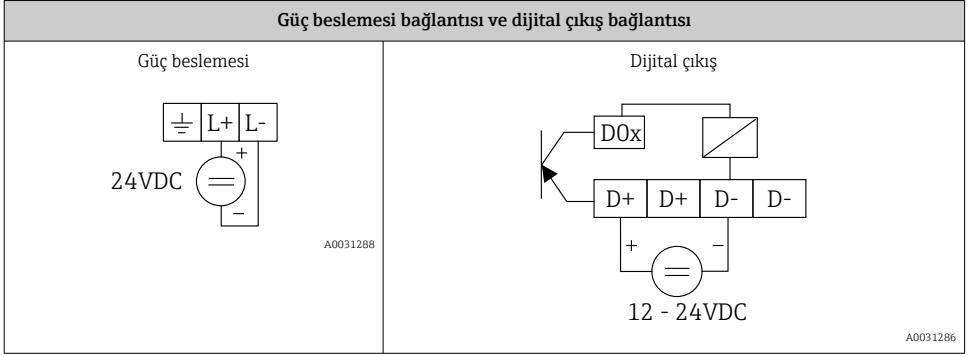 Güç beslemesi bağlantısı ve dijital çıkış bağlantısı
Güç beslemesi
L+ L-
+
24VDC
–
A0031288
Dijital çıkış
D0x
D+ D+ D- D-
+ –
12 - 24VDC
A0031286